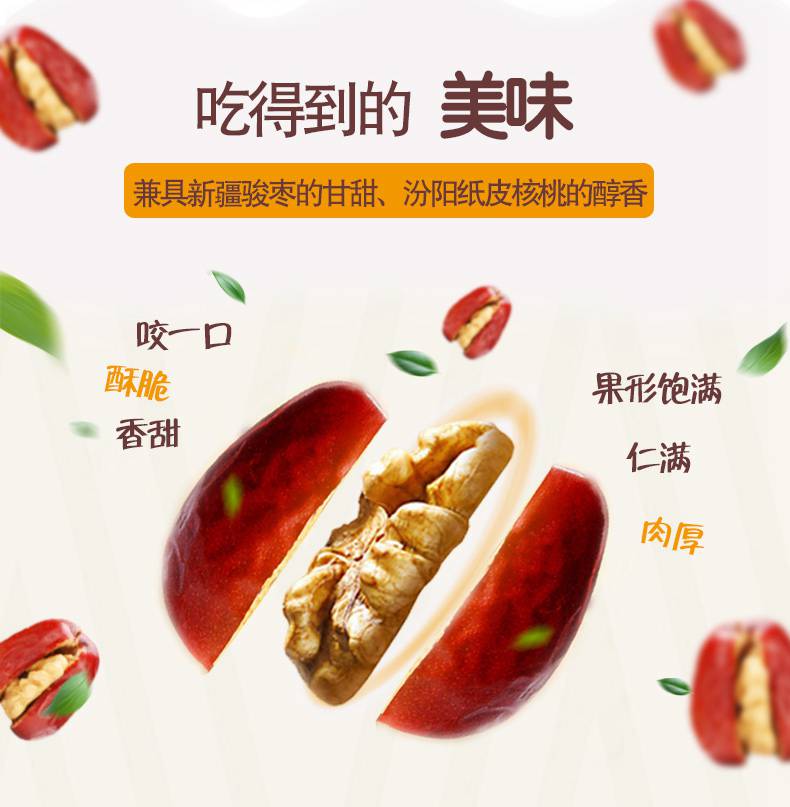 吃得到的 美味
兼具新疆骏枣的甘甜、汾阳纸皮核桃的醇香
咬一口
酥脆
香甜
果形饱满
仁满
肉厚